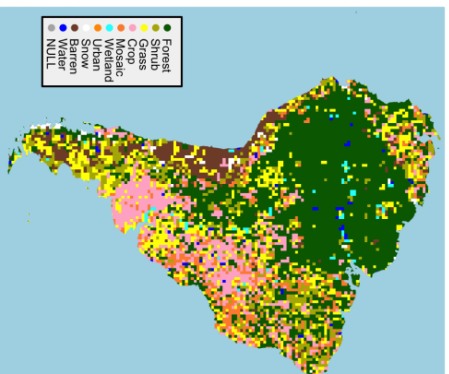 Forest
Shrub
Grass
Crop
Mosaic
Wetland
Urban
Snow
Barren
Water
NULL